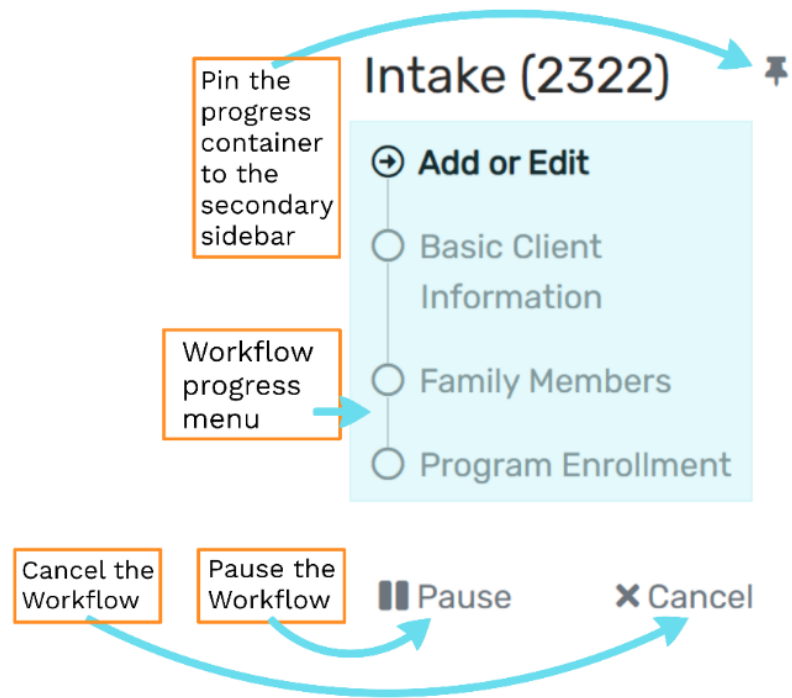 Pin the
progress
container
to the
secondary
sidebar
Intake (2322)
Add or Edit
Basic Client
Information
Family Members
Program Enrollment
Workflow
progress
menu
Cancel the
Workflow
Pause the
Workflow
Pause
Cancel